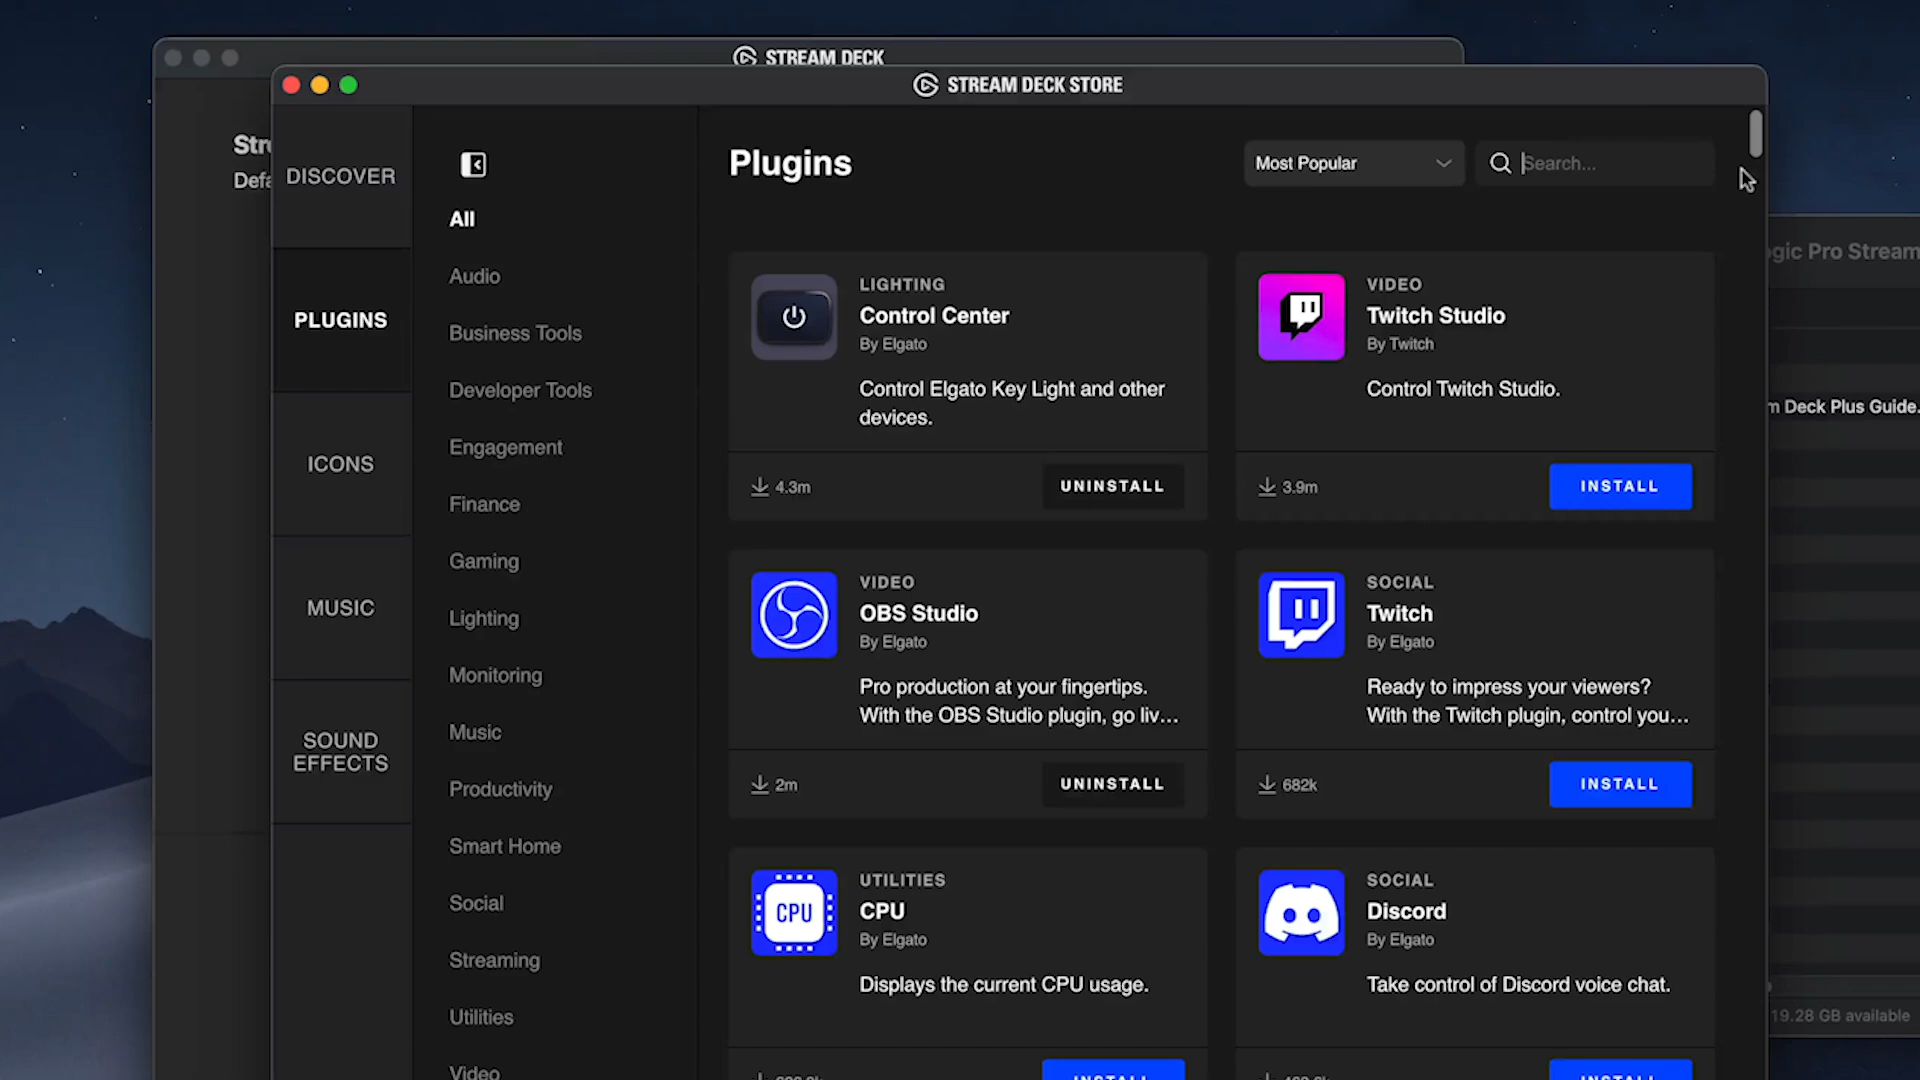 STREAM DECK
STREAM DECK STORE
DISCOVER
PLUGINS
ICONS
MUSIC
SOUND
EFFECTS
All
Audio
Business Tools
Developer Tools
Engagement
Finance
Gaming
Lighting
Monitoring
Music
Productivity
Smart Home
Social
Streaming
Utilities
Video
Plugins
Most Popular
Search...
LIGHTING
Control Center
By Elgato
Control Elgato Key Light and other
devices.
4.3m
UNINSTALL
VIDEO
Twitch Studio
By Twitch
Control Twitch Studio.
3.9m
INSTALL
VIDEO
OBS Studio
By Elgato
Pro production at your fingertips.
With the OBS Studio plugin, go liv...
2m
UNINSTALL
SOCIAL
Twitch
By Elgato
Ready to impress your viewers?
With the Twitch plugin, control you...
682k
INSTALL
CPU
UTILITIES
CPU
By Elgato
Displays the current CPU usage.
INSTALL
SOCIAL
Discord
By Elgato
Take control of Discord voice chat.
INSTALL
Pro Stream
Deck Plus Guide.
19.28 GB available